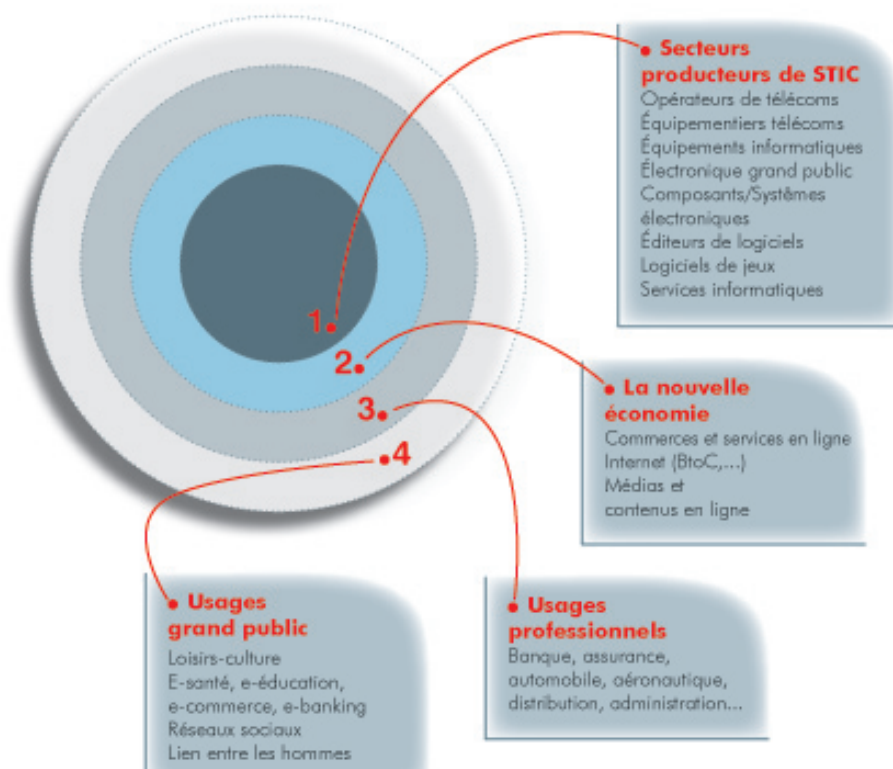 • Secteurs
producteurs de STIC
Opérateurs de télécoms
Équipementiers télécoms
Équipements informatiques
Électronique grand public
Composants/Systèmes
électroniques
Éditeurs de logiciels
Logiciels de jeux
Services informatiques
1
2
3
4
• La nouvelle
économie
Commerces et services en ligne
Internet (BtoC,...)
Médias et
contenus en ligne
• Usages
grand public
Loisirs-culture
E-santé, e-éducation,
e-commerce, e-banking
Réseaux sociaux
Lien entre les hommes
• Usages
professionnels
Banque, assurance,
automobile, aéronautique,
distribution, administration...